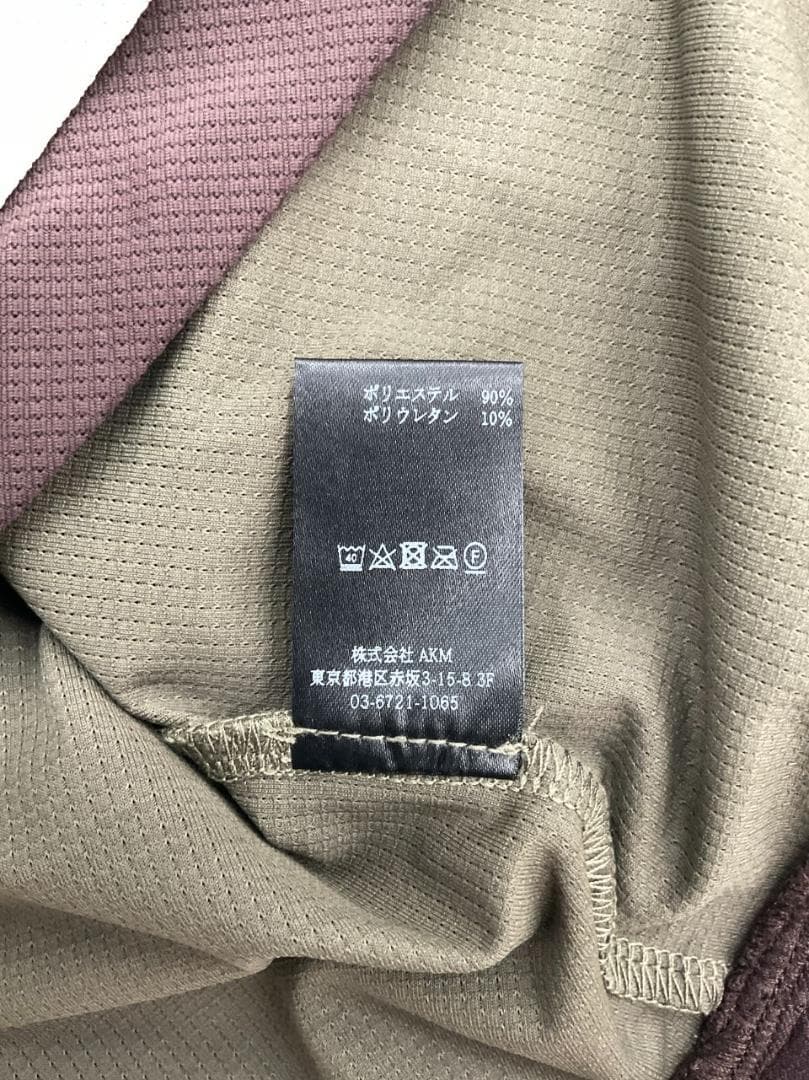 ポリエステル 90%
ポリウレタン 10%
40 F
株式会社 AKM
東京都港区赤坂3-15-8 3F
03-6721-1065